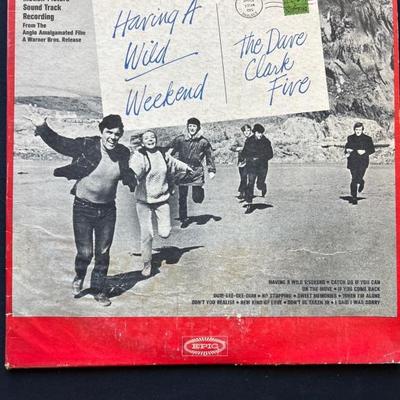 Sound Track
Recording
From The
Anglo Amalgamated Film
A Warner Bros. Release
Having A
Wild
Weekend
The Dave
Clark
Five
HAVING A WILD WEEKEND • CATCH US IF YOU CAN
ON THE MOVE • IF YOU COME BACK
DUM-DEE-DEE-DUM • NO STOPPING • SWEET MEMORIES • WHEN I'M ALONE
DON'T YOU REALISE • NEW KIND OF LOVE • DON'T BE TAKEN IN • I SAID I WAS SORRY
EPIC